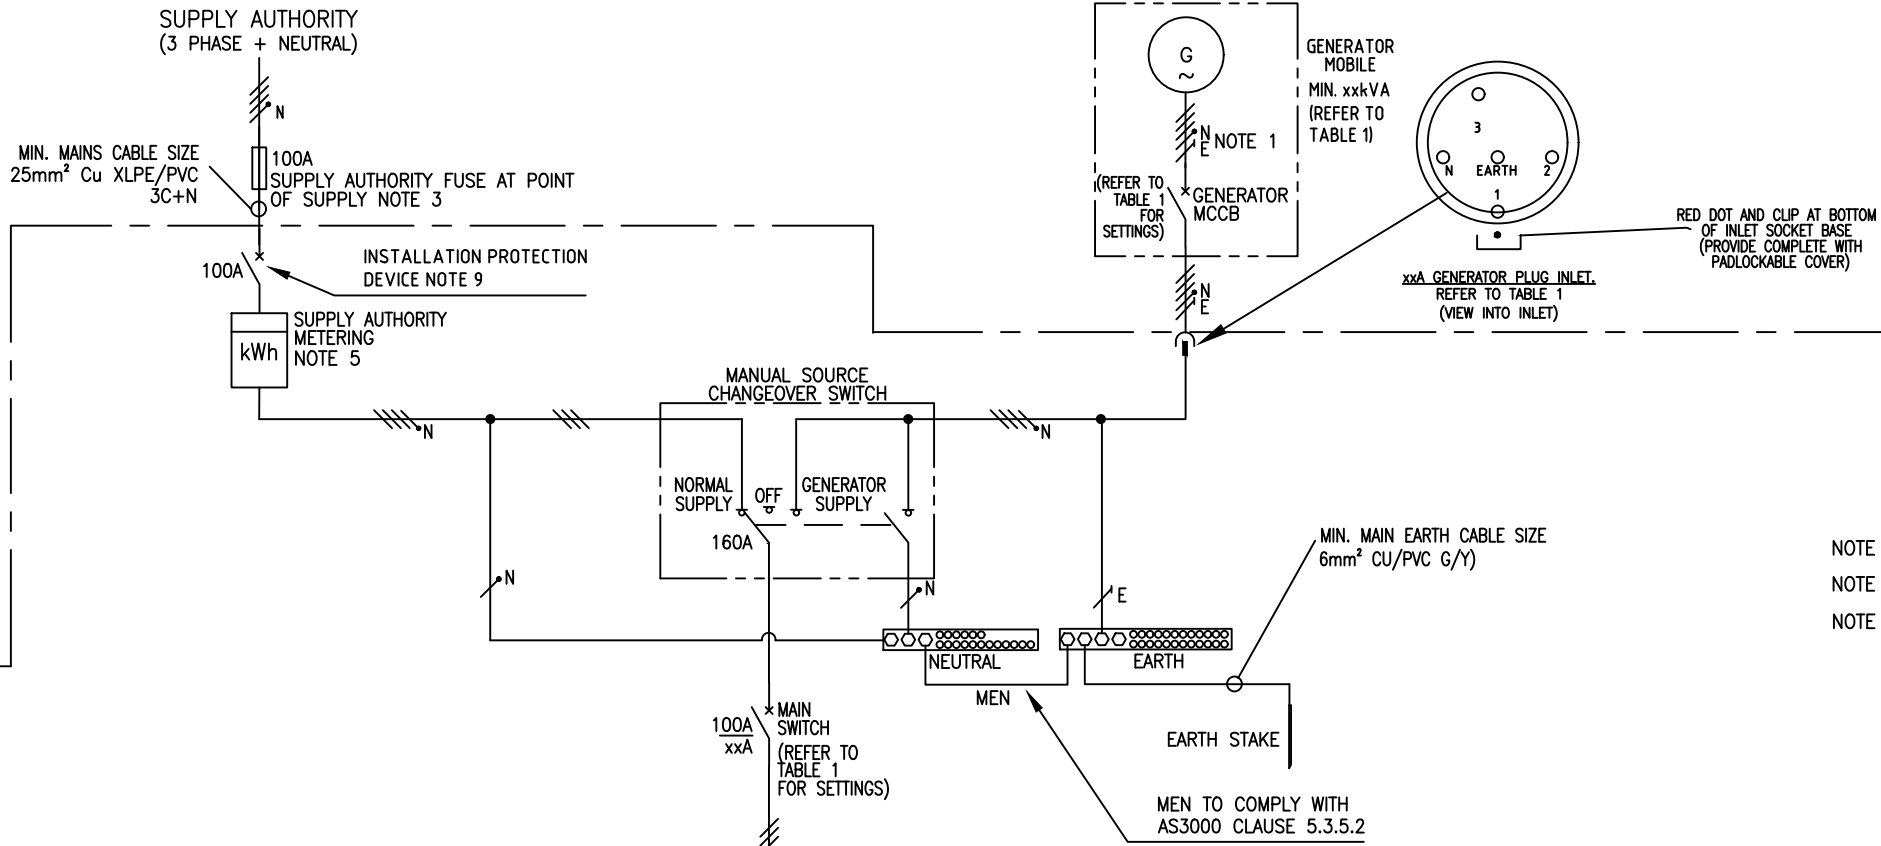 SUPPLY AUTHORITY
(3 PHASE + NEUTRAL)
N
MIN. MAINS CABLE SIZE
25mm² Cu XLPE/PVC
3C+N
100A
SUPPLY AUTHORITY FUSE AT POINT
OF SUPPLY NOTE 3
100A
INSTALLATION PROTECTION
DEVICE NOTE 9
kWh
SUPPLY AUTHORITY
METERING
NOTE 5
N
MANUAL SOURCE
CHANGEOVER SWITCH
NORMAL
SUPPLY
OFF
GENERATOR
SUPPLY
160A
N
N
N
G
~
GENERATOR
MOBILE
MIN. xxkVA
(REFER TO
TABLE 1)
N
E
NOTE 1
(REFER TO
TABLE 1
FOR
SETTINGS)
GENERATOR
MCCB
N
E
3
N
EARTH
2
1
RED DOT AND CLIP AT BOTTOM
OF INLET SOCKET BASE
(PROVIDE COMPLETE WITH
PADLOCKABLE COVER)
xxA GENERATOR PLUG INLET.
REFER TO TABLE 1
(VIEW INTO INLET)
E
MIN. MAIN EARTH CABLE SIZE
6mm² CU/PVC G/Y)
NOTE
NOTE
NOTE
NEUTRAL
EARTH
MEN
EARTH STAKE
100A
xxA
MAIN
SWITCH
(REFER TO
TABLE 1
FOR SETTINGS)
MEN TO COMPLY WITH
AS3000 CLAUSE 5.3.5.2